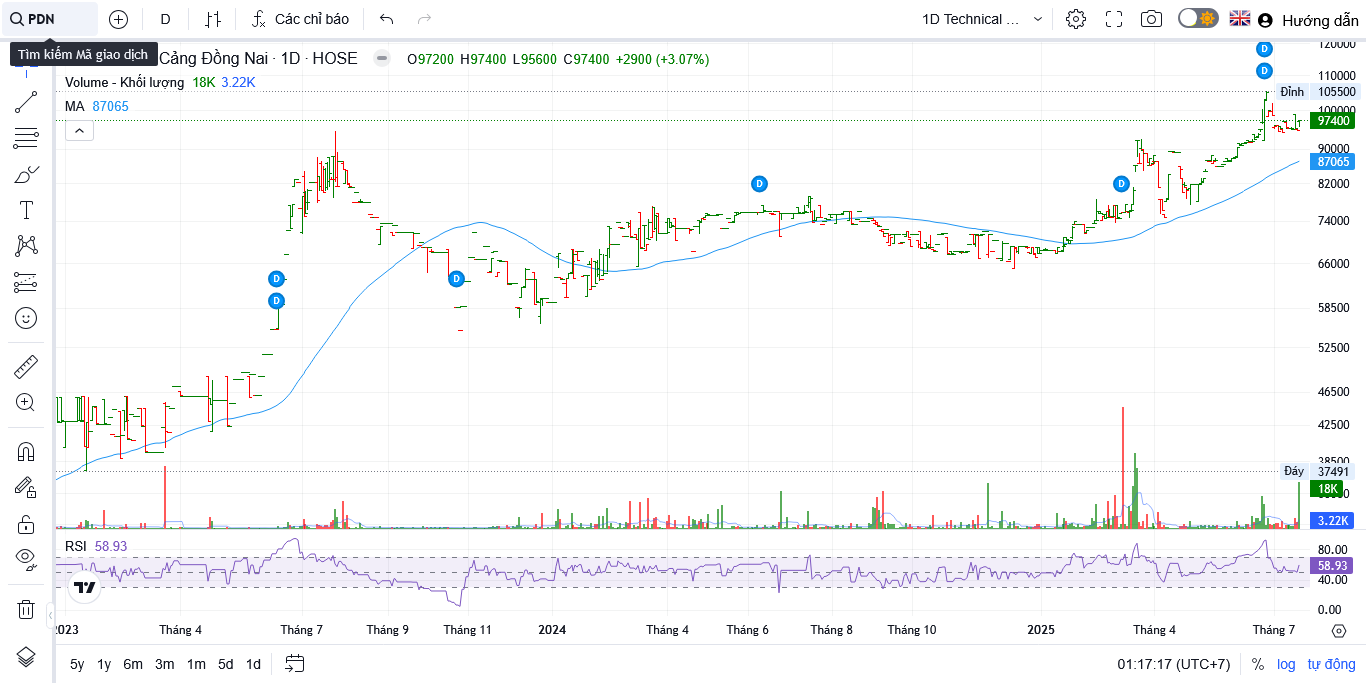 PDN
D
Các chỉ báo
1D Technical ...
Hướng dẫn
Tìm kiếm Mã giao dịch
Cảng Đồng Nai · 1D · HOSE
O97200 H97400 L95600 C97400 +2900 (+3.07%)
Volume - Khối lượng 18K 3.22K
MA 87065
D
D
D
D
D
D
D
120000
110000
Đỉnh 105500
100000
97400
90000
87065
82000
74000
66000
58500
52500
46500
42500
38500
Đáy 37491
18K
3.22K
RSI 58.93
80.00
58.93
40.00
0.00
2023 Tháng 4 Tháng 7 Tháng 9 Tháng 11 2024 Tháng 4 Tháng 6 Tháng 8 Tháng 10 2025 Tháng 4 Tháng 7
5y 1y 6m 3m 1m 5d 1d
01:17:17 (UTC+7) % log tự động